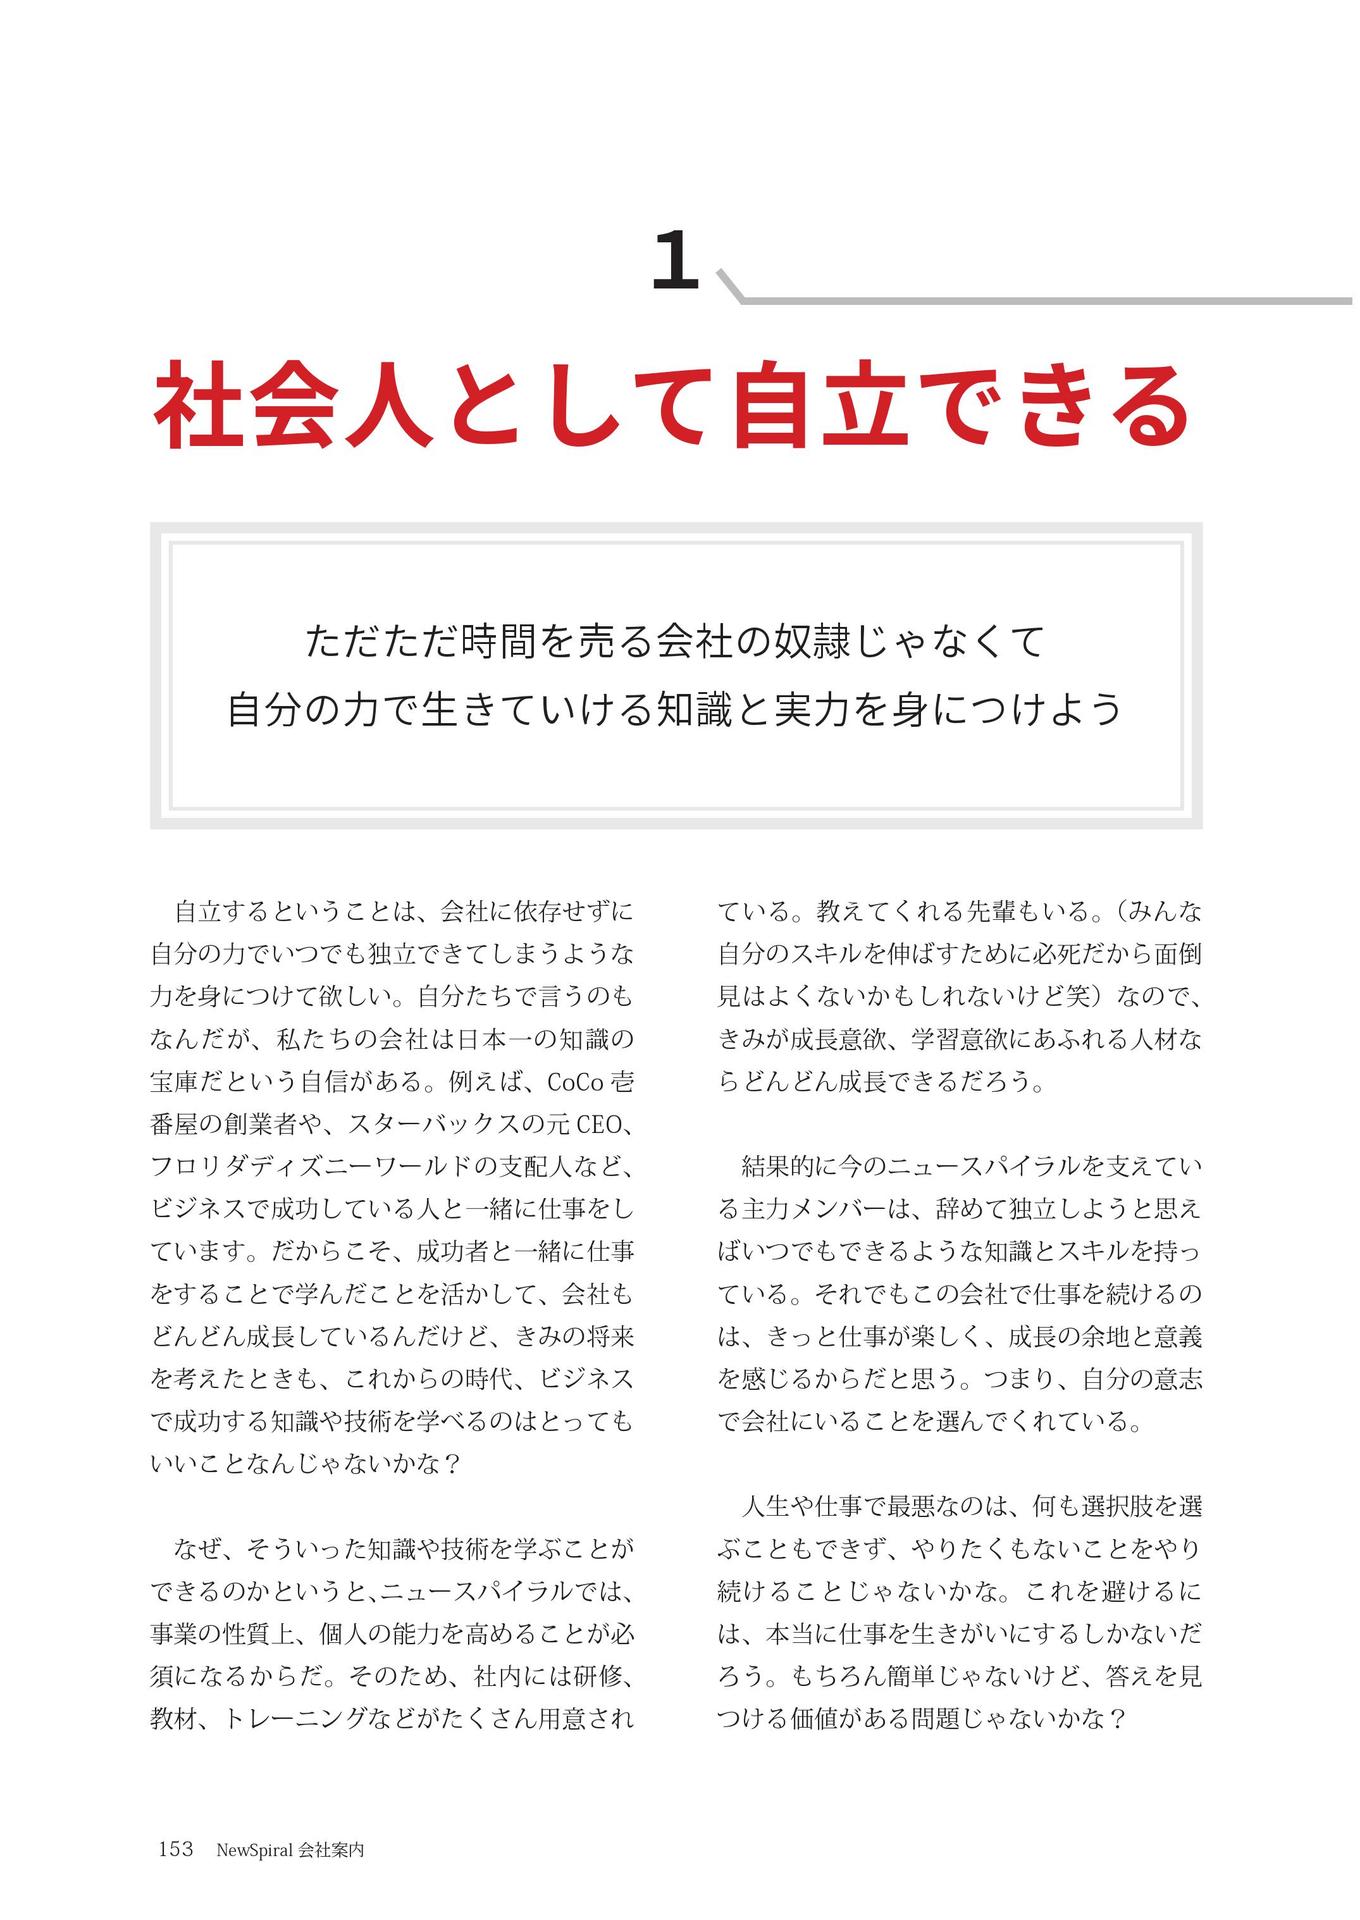 1
社会人として自立できる
ただただ時間を売る会社の奴隷じゃなくて
自分の力で生きていける知識と実力を身につけよう
自立するということは、会社に依存せずに
自分の力でいつでも独立できてしまうような
力を身につけて欲しい。自分たちで言うのも
なんだが、私たちの会社は日本一の知識の
宝庫だという自信がある。例えば、CoCo 壱
番屋の創業者や、スターバックスの元 CEO、
フロリダディズニーワールドの支配人など、
ビジネスで成功している人と一緒に仕事をし
ています。だからこそ、成功者と一緒に仕事
をすることで学んだことを活かして、会社も
どんどん成長しているんだけど、きみの将来
を考えたときも、これからの時代、ビジネス
で成功する知識や技術を学べるのはとっても
いいことなんじゃないかな？
なぜ、そういった知識や技術を学ぶことが
できるのかというと、ニュースパイラルでは、
事業の性質上、個人の能力を高めることが必
須になるからだ。そのため、社内には研修、
教材、トレーニングなどがたくさん用意され
ている。教えてくれる先輩もいる。（みんな
自分のスキルを伸ばすために必死だから面倒
見はよくないかもしれないけど笑）なので、
きみが成長意欲、学習意欲にあふれる人材な
らどんどん成長できるだろう。
結果的に今のニュースパイラルを支えてい
る主力メンバーは、辞めて独立しようと思え
ばいつでもできるような知識とスキルを持っ
ている。それでもこの会社で仕事を続けるの
は、きっと仕事が楽しく、成長の余地と意義
を感じるからだと思う。つまり、自分の意志
で会社にいることを選んでくれている。
人生や仕事で最悪なのは、何も選択肢を選
ぶこともできず、やりたくもないことをやり
続けることじゃないかな。これを避けるに
は、本当に仕事を生きがいにするしかないだ
ろう。もちろん簡単じゃないけど、答えを見
つける価値がある問題じゃないかな？
153 NewSpiral 会社案内